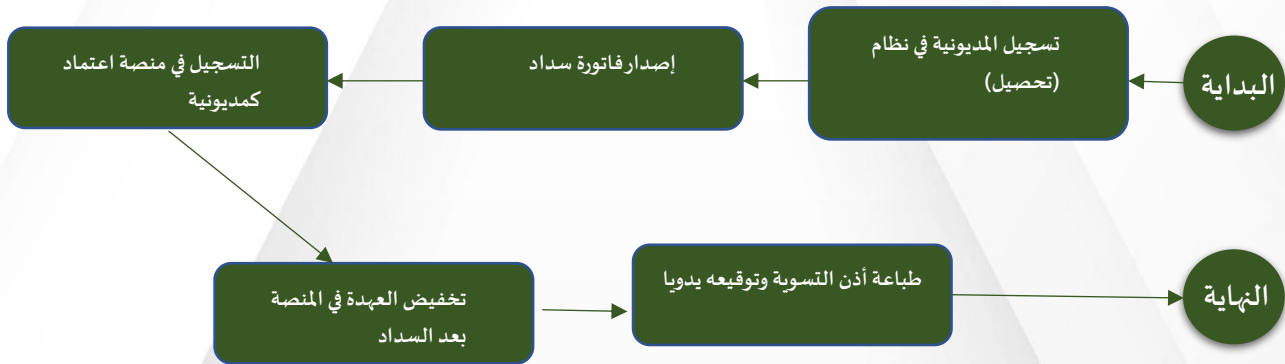 البداية
تسجيل المديونية في نظام
(تحصيل)
إصدار فاتورة سداد
التسجيل في منصة اعتماد
كمديونية
تخفيض العهدة في المنصة
بعد السداد
طباعة أذن التسوية وتوقيعه يدويا
النهاية